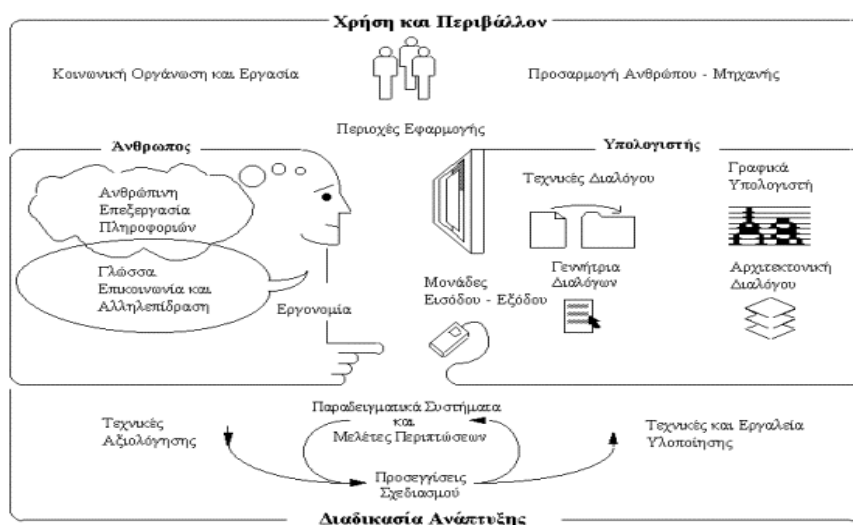 Χρήση και Περιβάλλον
Κοινωνική Οργάνωση και Εργασία
Προσαρμογή Ανθρώπου - Μηχανής
Περιοχές Εφαρμογής
Άνθρωπος
Ανθρώπινη
Επεξεργασία
Πληροφοριών
Γλώσσα
Επικοινωνία και
Αλληλεπίδραση
Εργονομία
Υπολογιστής
Τεχνικές Διαλόγου
Γραφικά
Υπολογιστή
Μονάδες
Εισόδου - Εξόδου
Γεννήτρια
Διαλόγων
Αρχιτεκτονική
Διαλόγου
Τεχνικές
Αξιολόγησης
Παραδειγματικά Συστήματα
και
Μελέτες Περιπτώσεων
Προσεγγίσεις
Σχεδιασμού
Τεχνικές και Εργαλεία
Υλοποίησης
Διαδικασία Ανάπτυξης